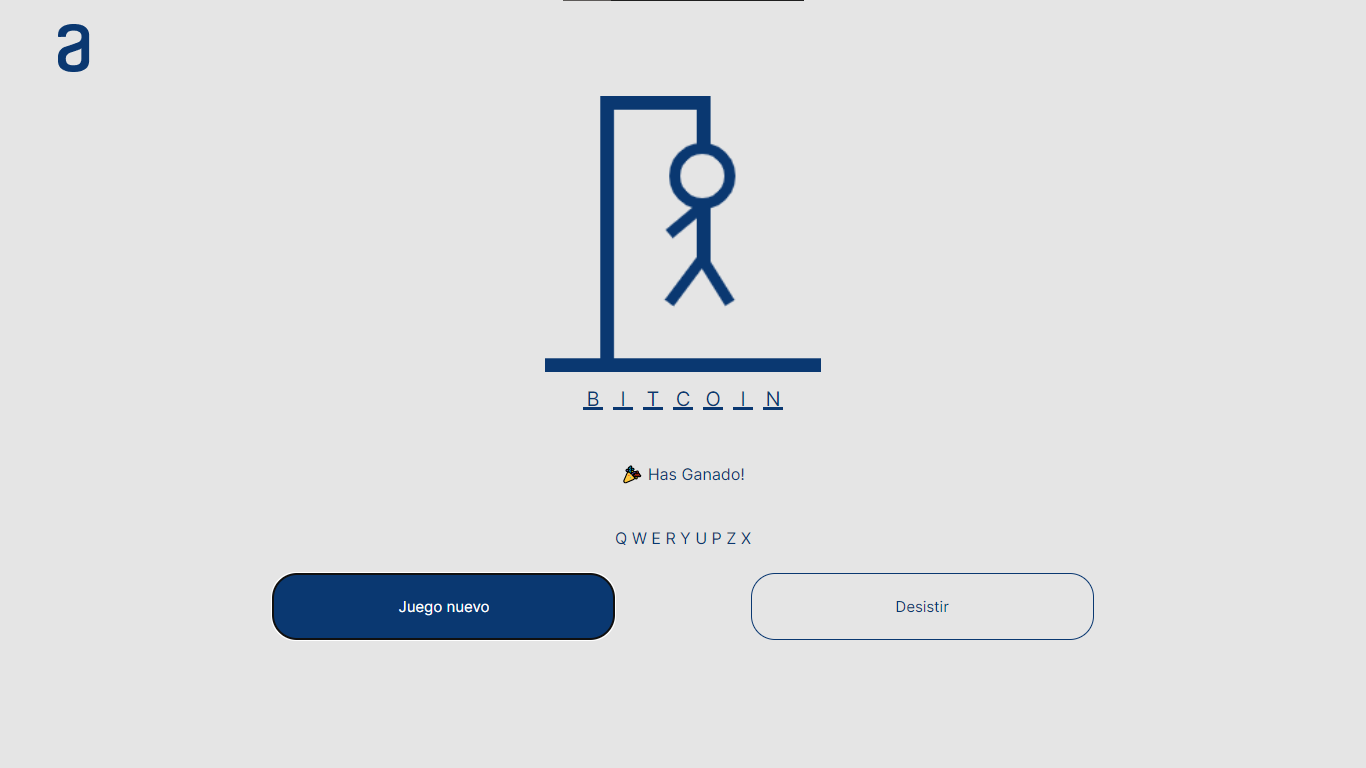 a
B I T C O I N
🎉 Has Ganado!
Q W E R Y U P Z X
Juego nuevo
Desistir